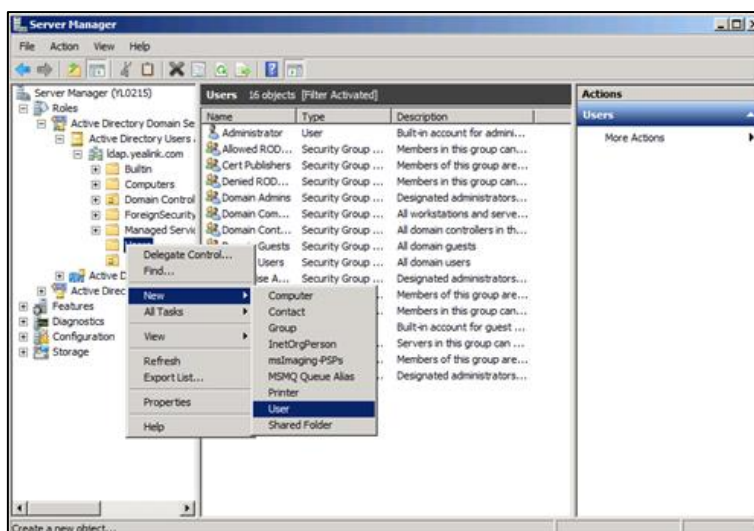 Server Manager
File Action View Help
Server Manager (YL0215)
Roles
Active Directory Domain Se
Active Directory Users
ldap.yealink.com
Builtin
Computers
Domain Control
ForeignSecurity
Managed Servic
Users
Active D
Active Direc
Features
Diagnostics
Configuration
Storage
Users 16 objects [Filter Activated]
Name Type Description
Administrator User Built-in account for admini...
Allowed ROD... Security Group ... Members in this group can...
Cert Publishers Security Group ... Members of this group are...
Denied ROD... Security Group ... Members in this group can...
Domain Admins Security Group ... Designated administrators...
Domain Com... Security Group ... All workstations and serve...
Domain Cont... Security Group ... All domain controllers in th...
Guests Security Group ... All domain guests
Users Security Group ... All domain users
ise A... Security Group ... Designated administrators...
Members of this group are...
Members in this group can...
Built-in account for guest ...
Servers in this group can ...
Members of this group are...
Designated administrators...
Delegate Control...
Find...
New
All Tasks
View
Refresh
Export List...
Properties
Help
Computer
Contact
Group
InetOrgPerson
msImaging-PSPs
MSMQ Queue Alias
Printer
User
Shared Folder
Actions
Users
More Actions
Create a new object...